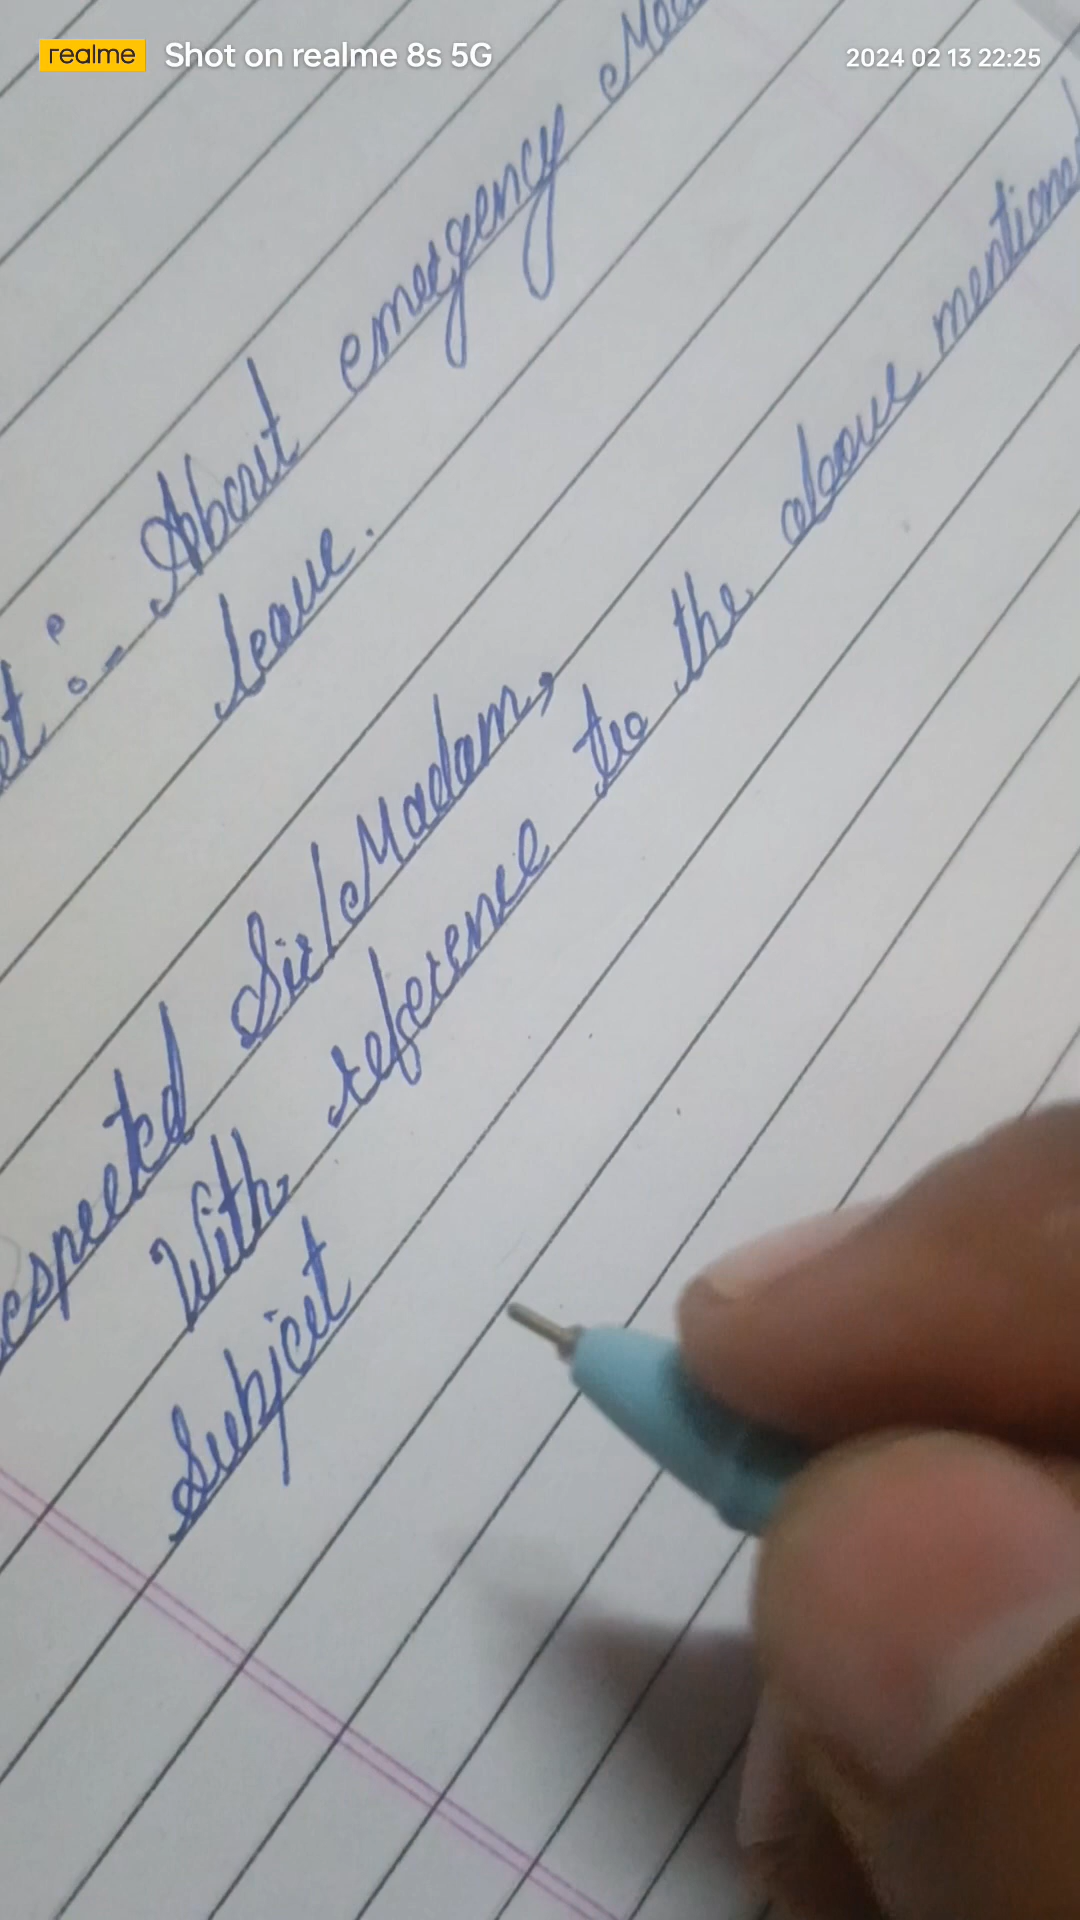 realme Shot on realme 8s 5G
2024 02 13 22:25
:- About emergency
leave.
Sir/Madam,
With reference to the above mentioned
Subject